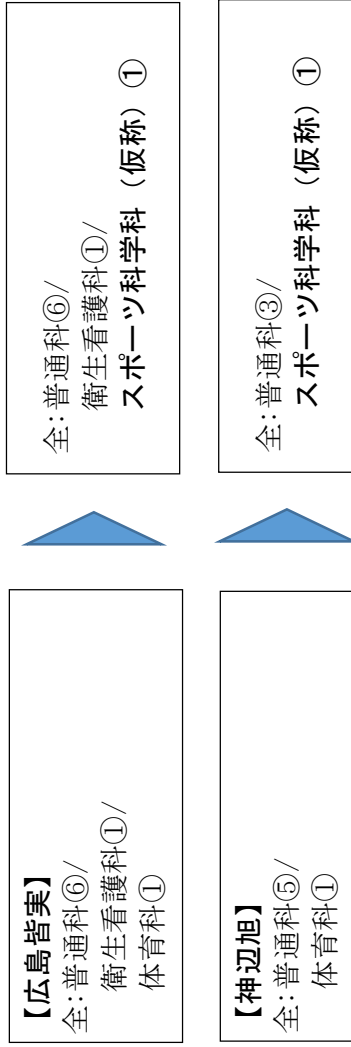 【広島皆実】
全：普通科⑥/
衛生看護科①/
体育科①
全：普通科⑥/
衛生看護科①/
スポーツ科学科（仮称）①
【神辺旭】
全：普通科⑤/
体育科①
全：普通科③/
スポーツ科学科（仮称）①